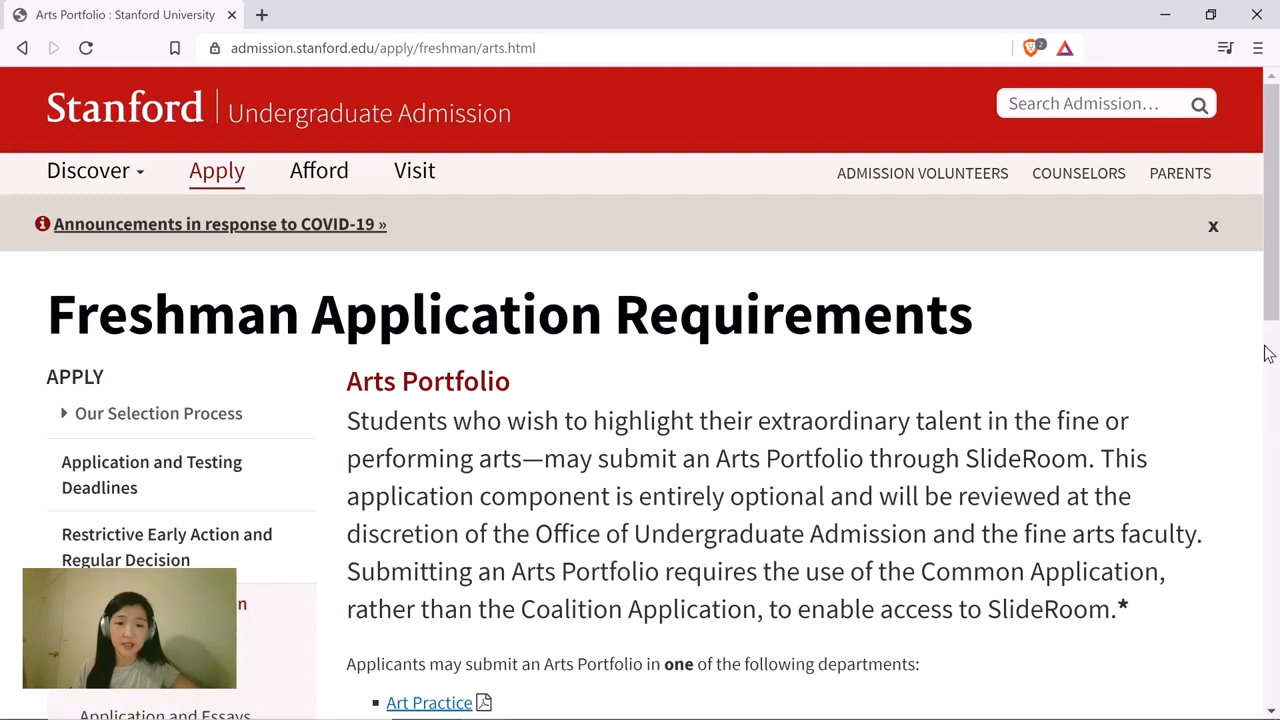 Arts Portfolio : Stanford University
admission.stanford.edu/apply/freshman/arts.html
2
Stanford | Undergraduate Admission
Search Admission…
Discover
Apply
Afford
Visit
ADMISSION VOLUNTEERS
COUNSELORS
PARENTS
Announcements in response to COVID-19 »
x
Freshman Application Requirements
APPLY
Our Selection Process
Application and Testing
Deadlines
Restrictive Early Action and
Regular Decision
n
Application and Essays
Arts Portfolio
Students who wish to highlight their extraordinary talent in the fine or
performing arts—may submit an Arts Portfolio through SlideRoom. This
application component is entirely optional and will be reviewed at the
discretion of the Office of Undergraduate Admission and the fine arts faculty.
Submitting an Arts Portfolio requires the use of the Common Application,
rather than the Coalition Application, to enable access to SlideRoom.*
Applicants may submit an Arts Portfolio in one of the following departments:
▪ Art Practice